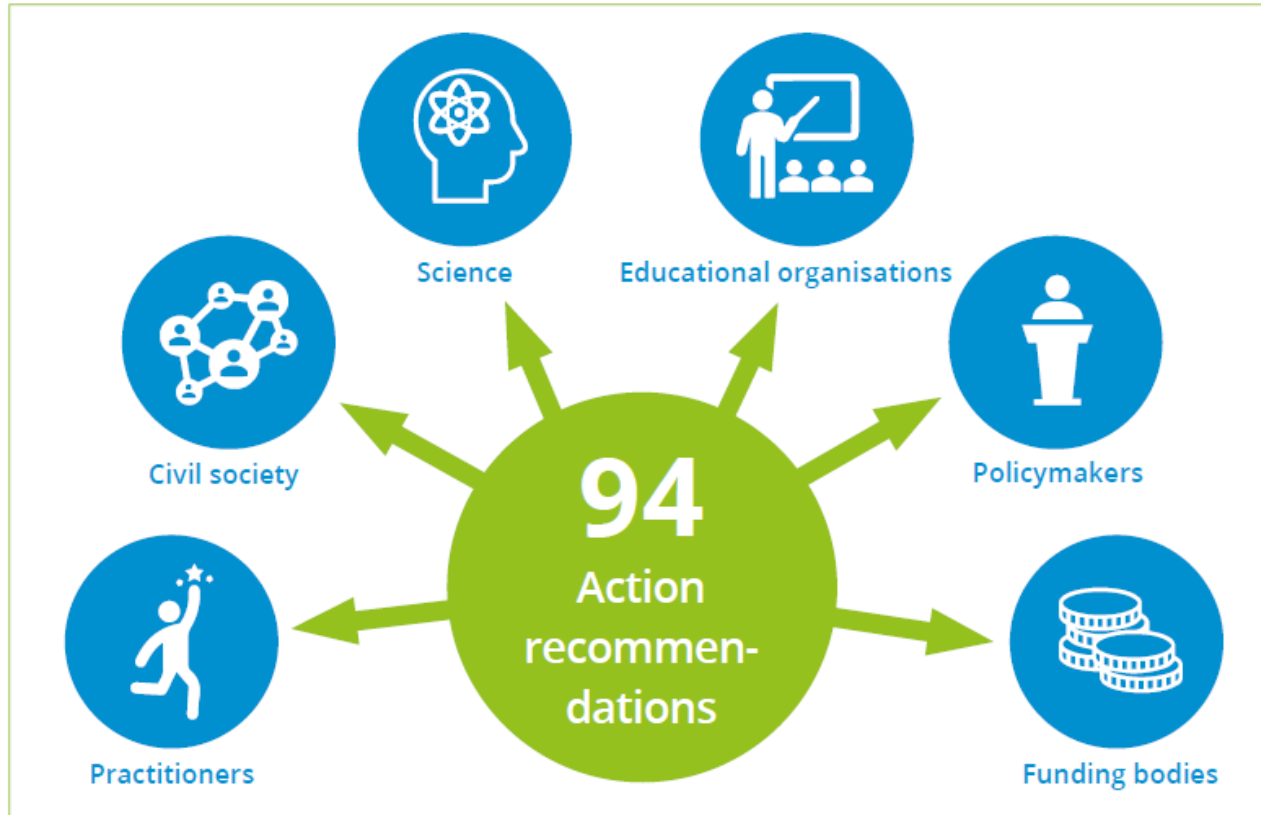 Science
Educational organisations
Civil society
Policymakers
94
Action
recommen-
dations
Practitioners
Funding bodies